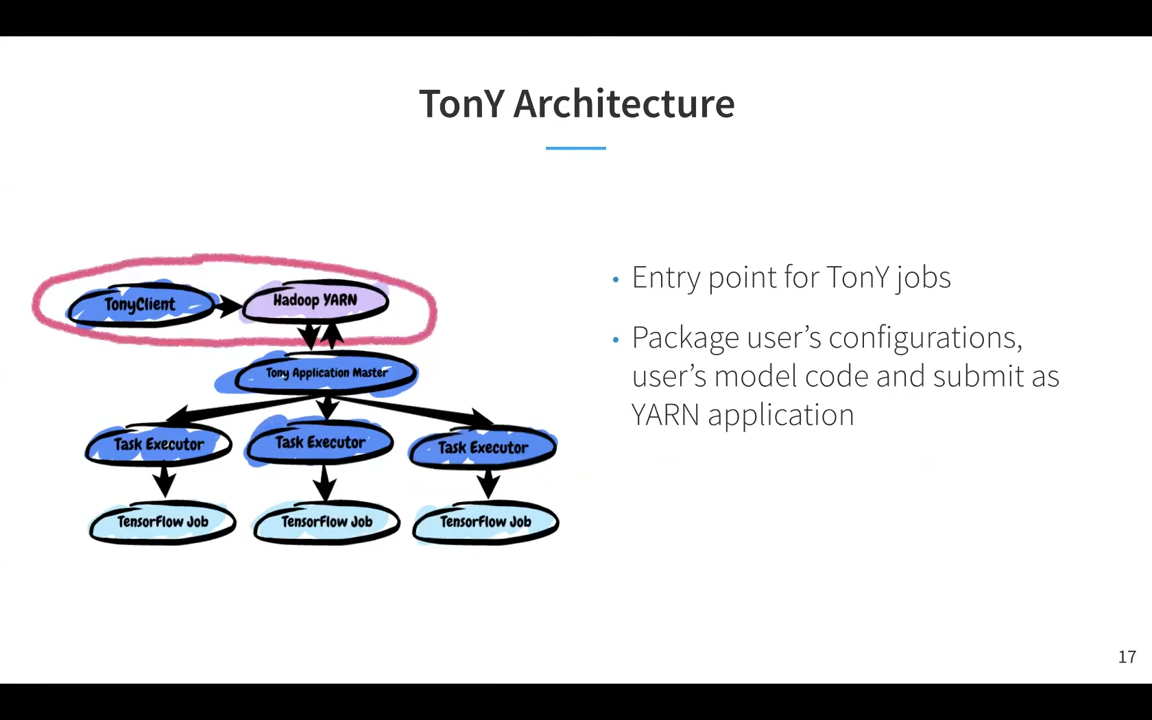 TonY Architecture
TonyClient
Hadoop YARN
Tony Application Master
Task Executor
Task Executor
Task Executor
TensorFlow Job
TensorFlow Job
TensorFlow Job
• Entry point for TonY jobs
• Package user’s configurations,
user’s model code and submit as
YARN application
17